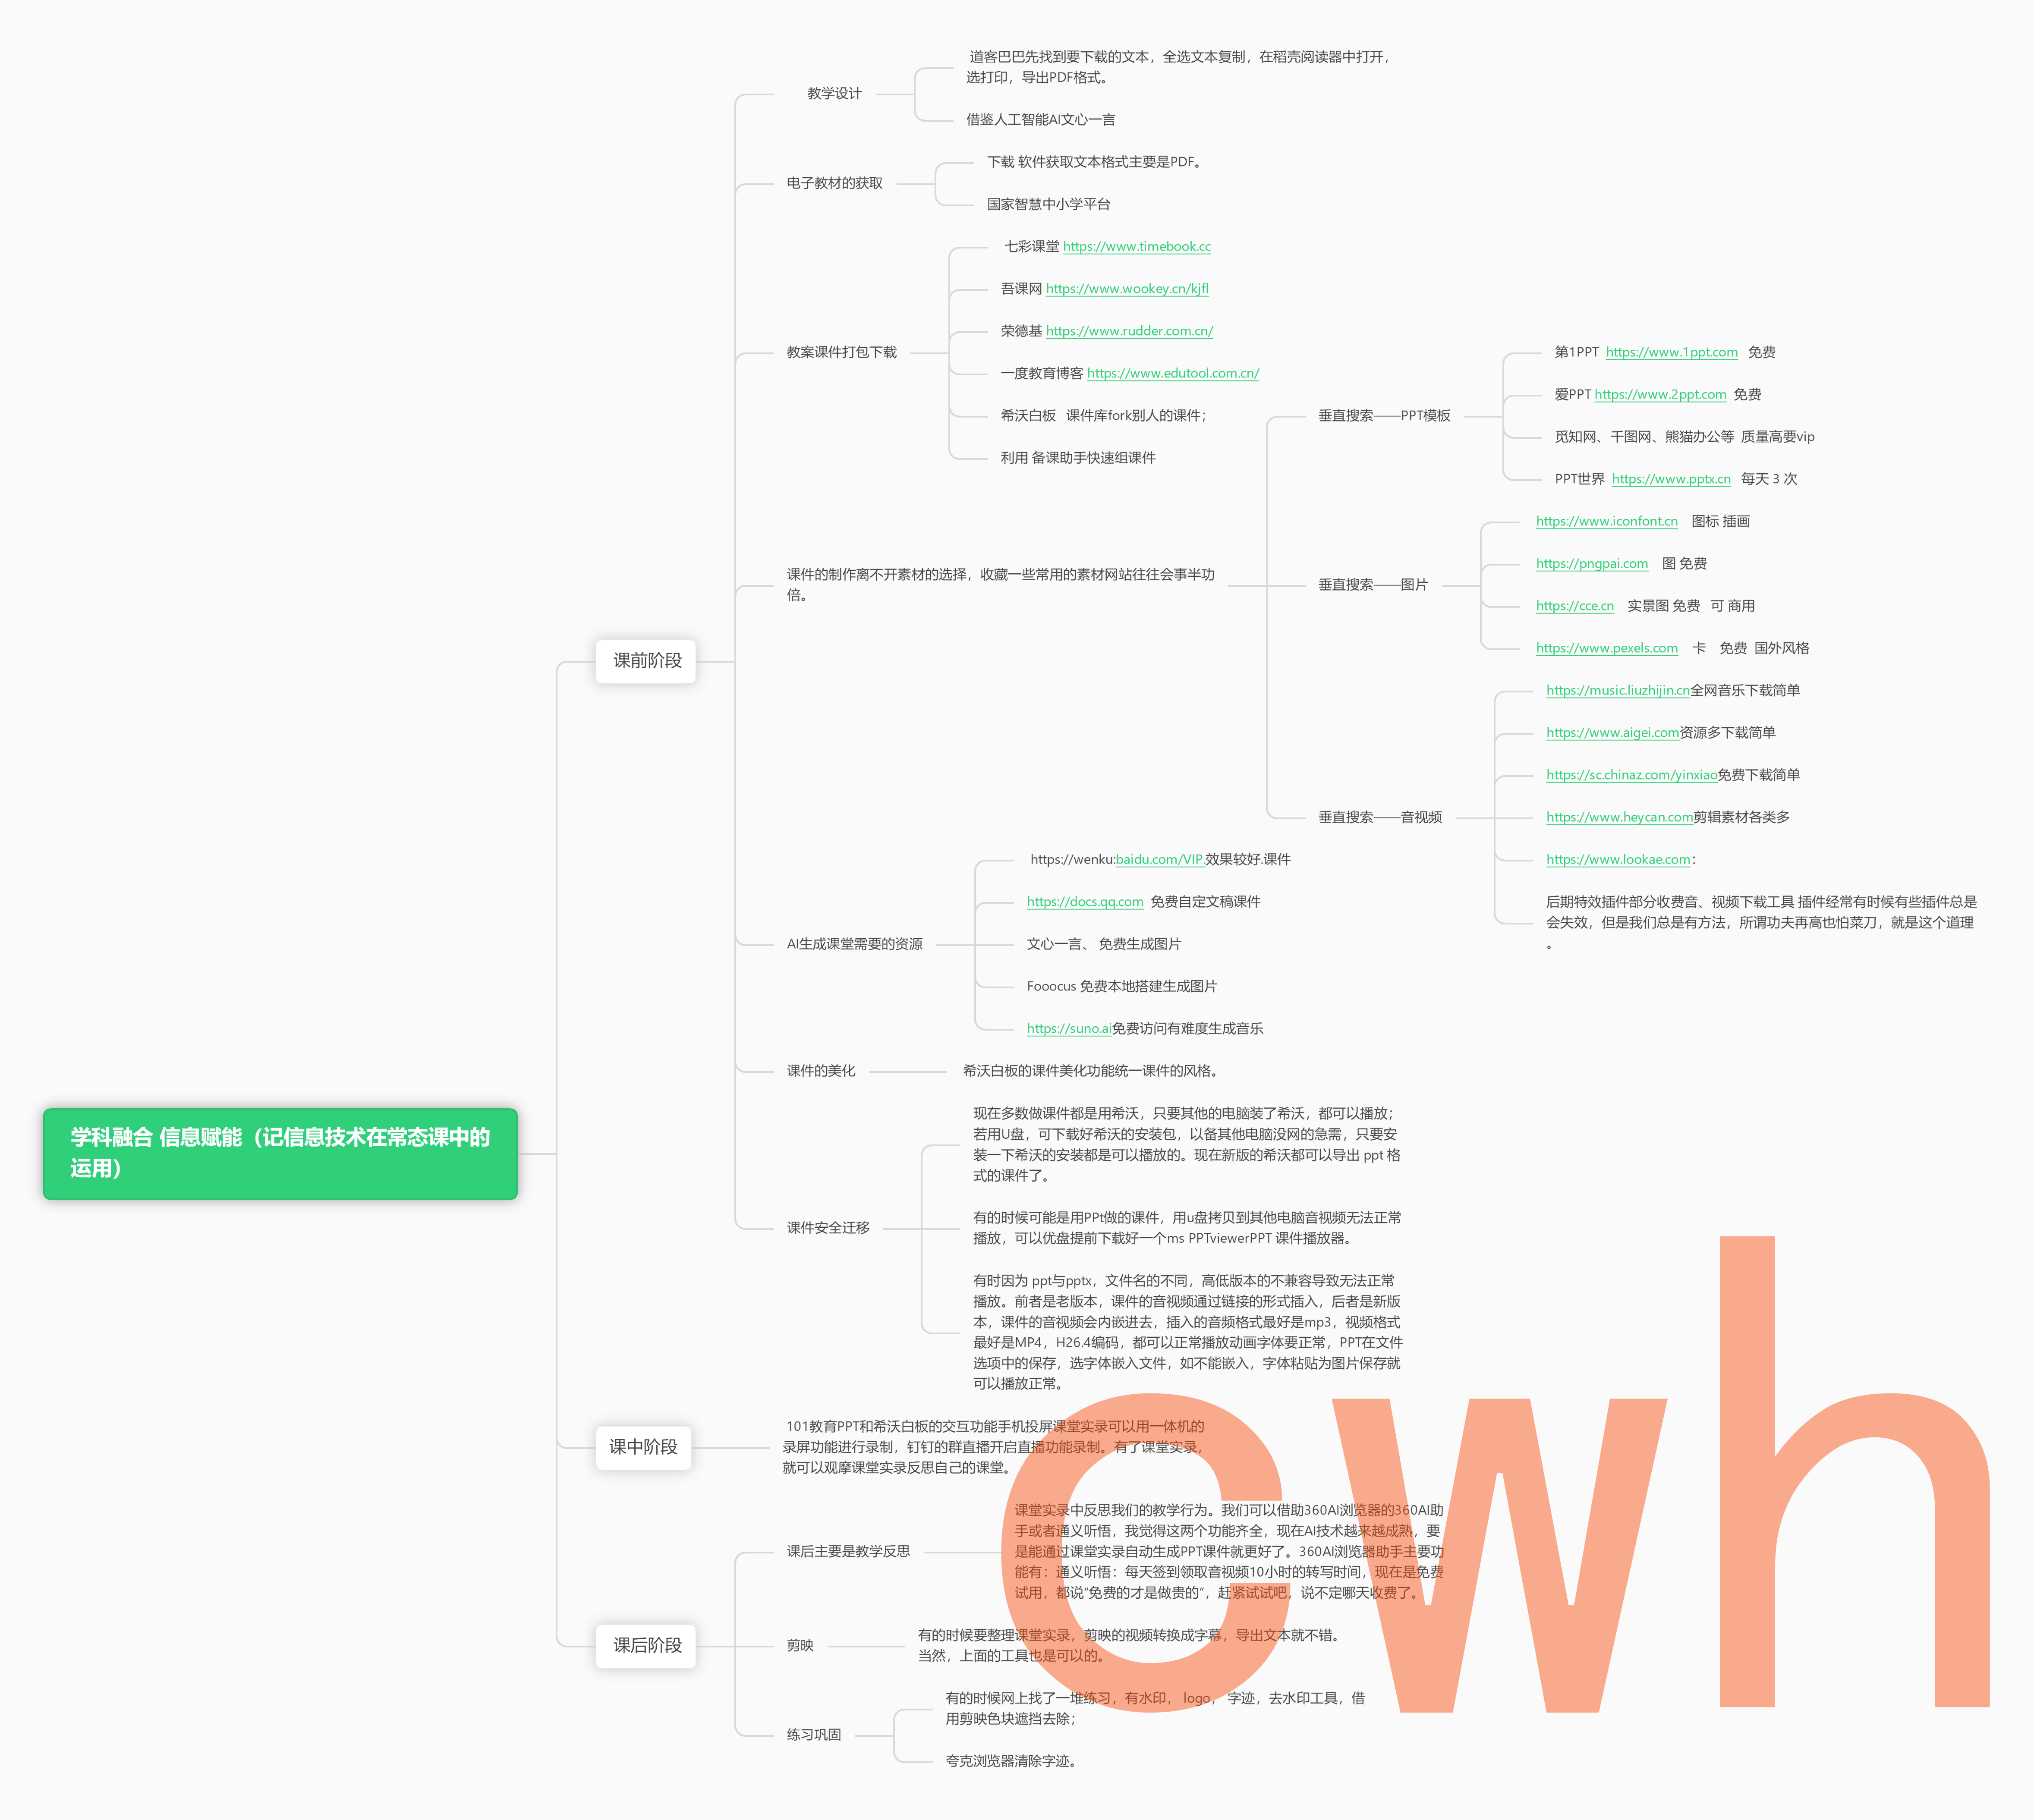 学科融合 信息赋能（记信息技术在常态课中的
运用）
课前阶段
教学设计
道客巴巴先找到要下载的文本，全选文本复制，在稻壳阅读器中打开，
选打印，导出PDF格式。
借鉴人工智能AI文心一言
电子教材的获取
下载 软件获取文本格式主要是PDF。
国家智慧中小学平台
教案课件打包下载
七彩课堂 https://www.timebook.cc
吾课网 https://www.wookey.cn/kjfl
荣德基 https://www.rudder.com.cn/
一度教育博客 https://www.edutool.com.cn/
希沃白板 课件库fork别人的课件；
利用 备课助手快速组课件
课件的制作离不开素材的选择，收藏一些常用的素材网站往往会事半功
倍。
垂直搜索——PPT模板
第1PPT https://www.1ppt.com 免费
爱PPT https://www.2ppt.com 免费
觅知网、千图网、熊猫办公等 质量高要vip
PPT世界 https://www.pptx.cn 每天 3 次
垂直搜索——图片
https://www.iconfont.cn 图标 插画
https://pngpai.com 图 免费
https://cce.cn 实景图 免费 可 商用
https://www.pexels.com 卡 免费 国外风格
垂直搜索——音视频
https://music.liuzhijin.cn全网音乐下载简单
https://www.aigei.com资源多下载简单
https://sc.chinaz.com/yinxiao免费下载简单
https://www.heycan.com剪辑素材各类多
https://www.lookae.com：
后期特效插件部分收费音、视频下载工具 插件经常有时候有些插件总是
会失效，但是我们总是有方法，所谓功夫再高也怕菜刀，就是这个道理
。
AI生成课堂需要的资源
https://wenku:baidu.com/VIP.效果较好.课件
https://docs.qq.com 免费自定文稿课件
文心一言、 免费生成图片
Fooocus 免费本地搭建生成图片
https://suno.ai免费访问有难度生成音乐
课件的美化
希沃白板的课件美化功能统一课件的风格。
课件安全迁移
现在多数做课件都是用希沃，只要其他的电脑装了希沃，都可以播放；
若用U盘，可下载好希沃的安装包，以备其他电脑没网的急需，只要安
装一下希沃的安装都是可以播放的。现在新版的希沃都可以导出 ppt 格
式的课件了。
有的时候可能是用PPt做的课件，用u盘拷贝到其他电脑音视频无法正常
播放，可以优盘提前下载好一个ms PPTviewerPPT 课件播放器。
有时因为 ppt与pptx，文件名的不同，高低版本的不兼容导致无法正常
播放。前者是老版本，课件的音视频通过链接的形式插入，后者是新版
本，课件的音视频会内嵌进去，插入的音频格式最好是mp3，视频格式
最好是MP4，H26.4编码，都可以正常播放动画字体要正常，PPT在文件
选项中的保存，选字体嵌入文件，如不能嵌入，字体粘贴为图片保存就
可以播放正常。
课中阶段
101教育PPT和希沃白板的交互功能手机投屏课堂实录可以用一体机的
录屏功能进行录制，钉钉的群直播开启直播功能录制。有了课堂实录，
就可以观摩课堂实录反思自己的课堂。
课后阶段
课后主要是教学反思
课堂实录中反思我们的教学行为。我们可以借助360AI浏览器的360AI助
手或者通义听悟，我觉得这两个功能齐全，现在AI技术越来越成熟，要
是能通过课堂实录自动生成PPT课件就更好了。360AI浏览器助手主要功
能有：通义听悟：每天签到领取音视频10小时的转写时间，现在是免费
试用，都说“免费的才是做贵的”，赶紧试试吧，说不定哪天收费了。
剪映
有的时候要整理课堂实录，剪映的视频转换成字幕，导出文本就不错。
当然，上面的工具也是可以的。
练习巩固
有的时候网上找了一堆练习，有水印， logo， 字迹，去水印工具，借
用剪映色块遮挡去除；
夸克浏览器清除字迹。
cwh